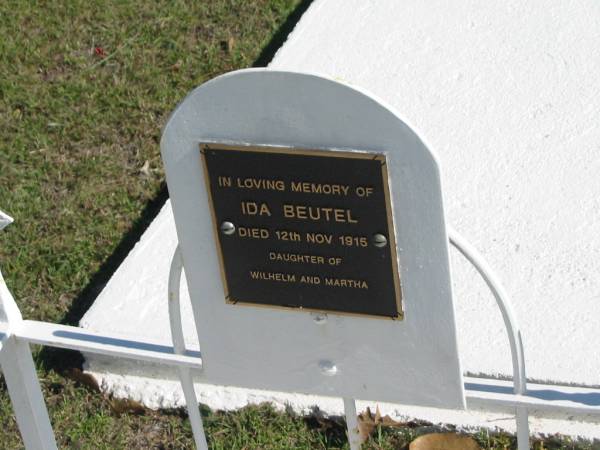 IN LOVING MEMORY OF
IDA BEUTEL
DIED 12th NOV 1915
DAUGHTER OF
WILHELM AND MARTHA